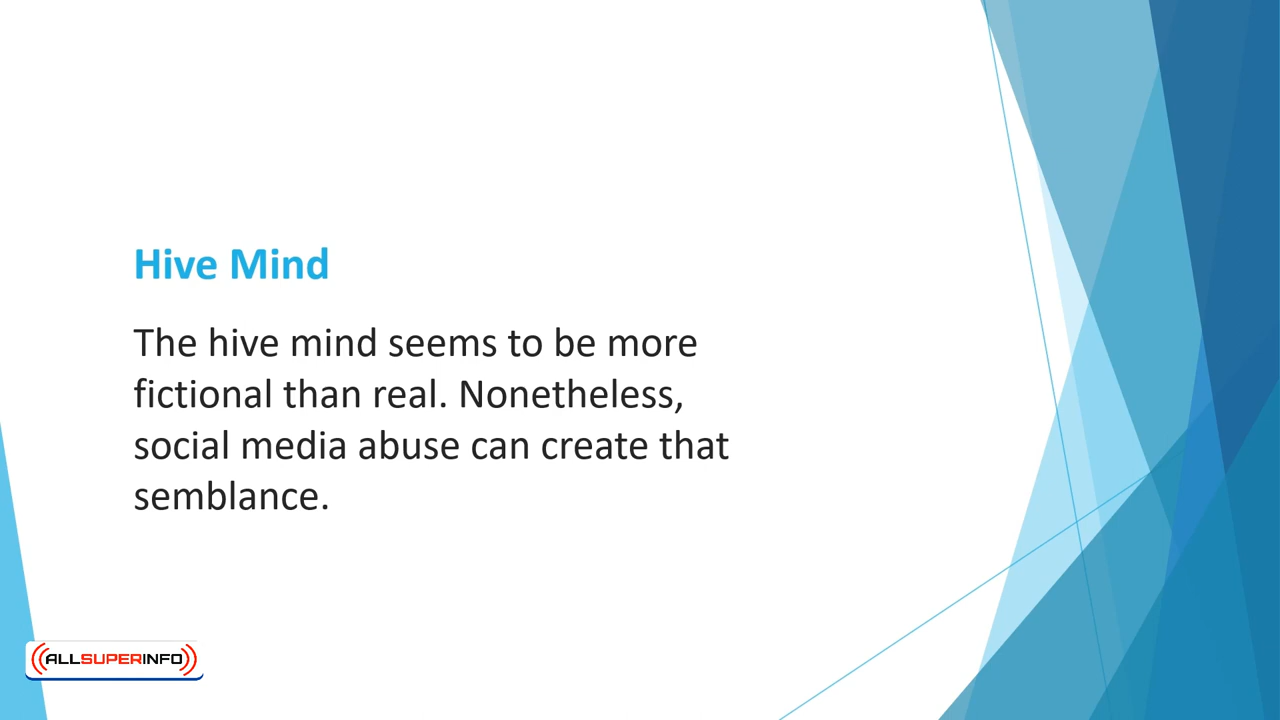 Hive Mind
The hive mind seems to be more
fictional than real. Nonetheless,
social media abuse can create that
semblance.
ALLSUPERINFO